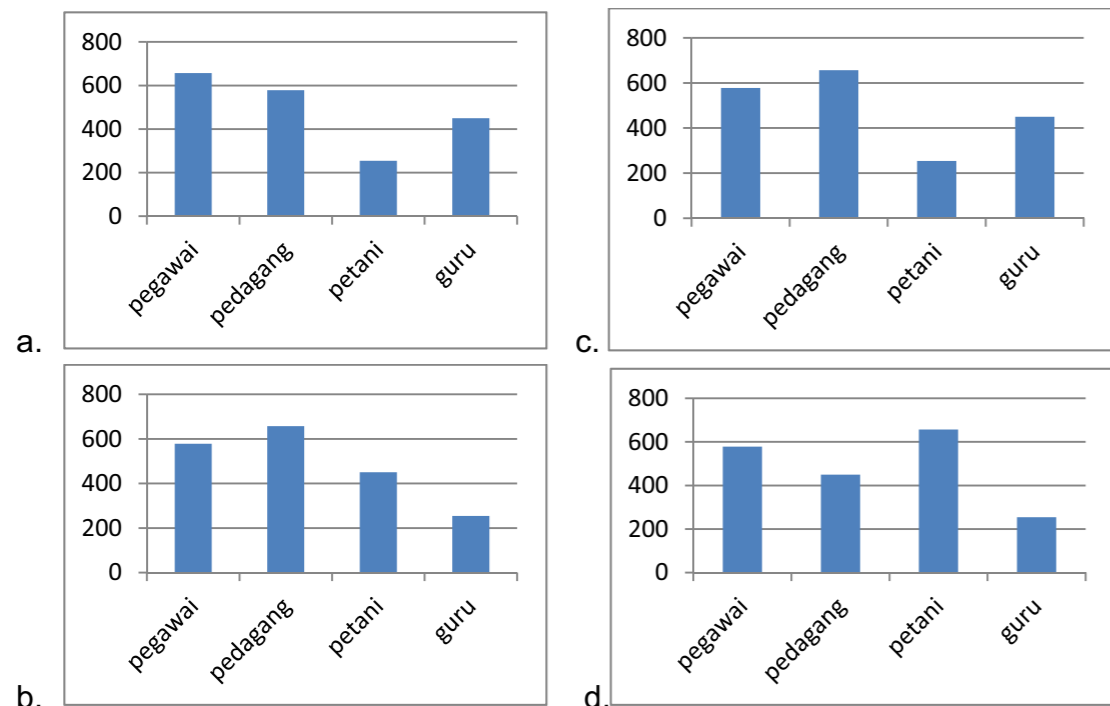 800
600
400
200
0
pegawai
pedagang
petani
guru
a.
800
600
400
200
0
pegawai
pedagang
petani
guru
b.
800
600
400
200
0
pegawai
pedagang
petani
guru
c.
800
600
400
200
0
pegawai
pedagang
petani
guru
d.